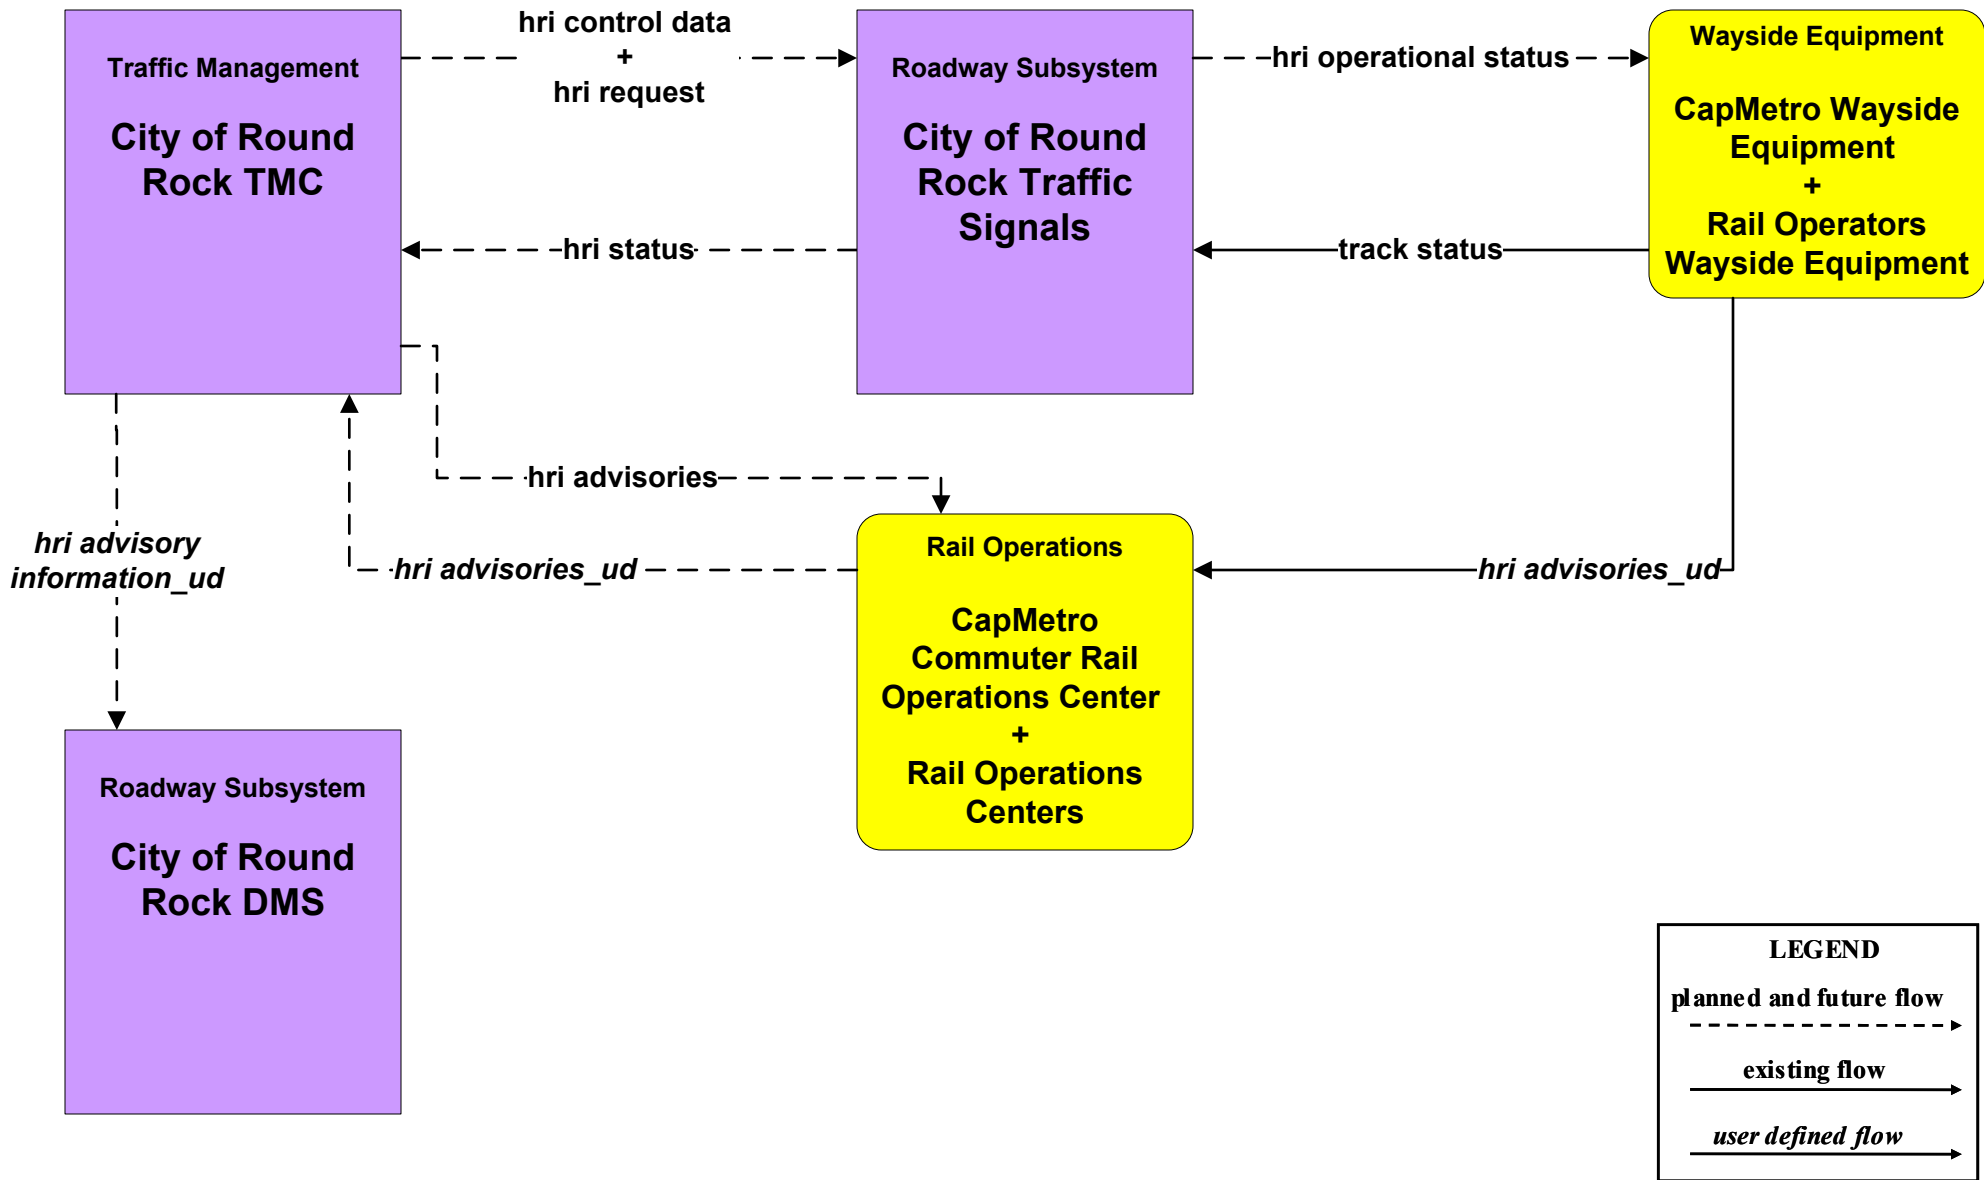 Traffic Management
City of Round
Rock TMC
hri control data
+
hri request
Roadway Subsystem
City of Round
Rock Traffic
Signals
hri operational status
Wayside Equipment
CapMetro Wayside
Equipment
+
Rail Operators
Wayside Equipment
hri status
track status
hri advisories
hri advisory
information_ud
hri advisories_ud
Rail Operations
CapMetro
Commuter Rail
Operations Center
+
Rail Operations
Centers
hri advisories_ud
Roadway Subsystem
City of Round
Rock DMS
LEGEND
planned and future flow
existing flow
user defined flow